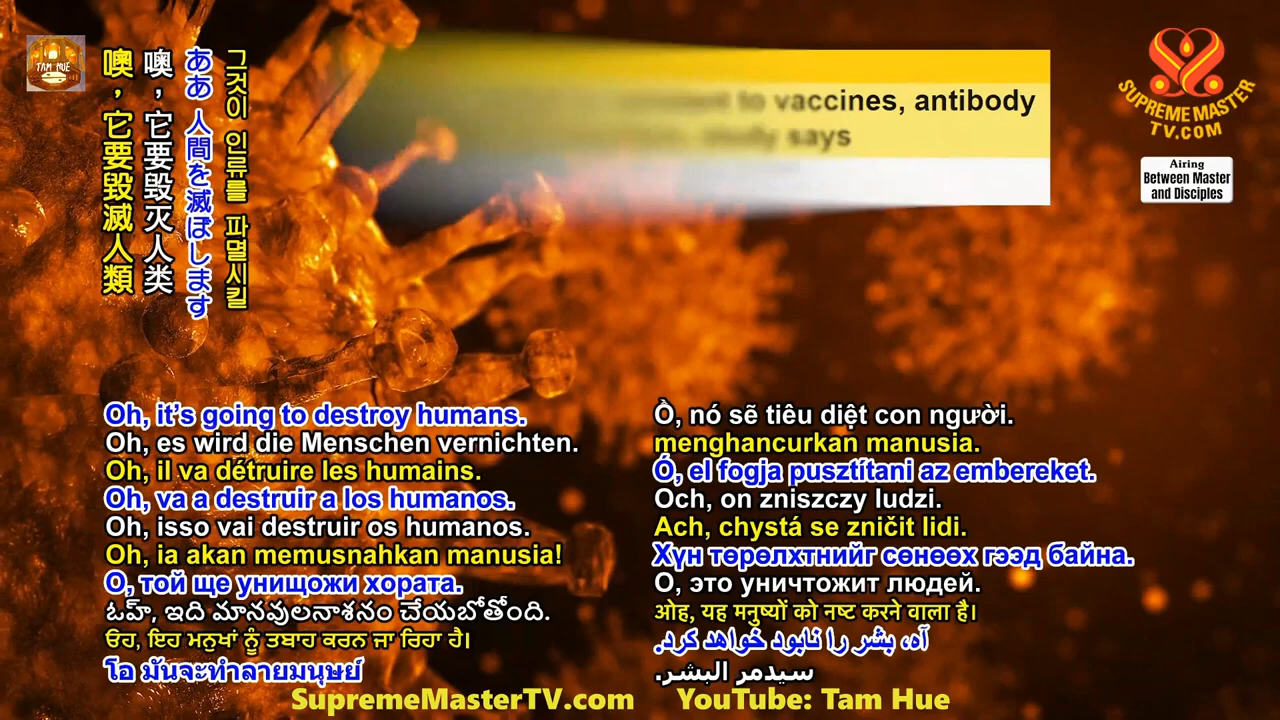 TAM HUE
噢，它要毀滅人類
噢，它要毁灭人类
ああ 人間を滅ぼします
그것이 인류를 파멸시킬
to vaccines, antibody
study says
SUPREME MASTER
TV.COM
Airing
Between Master
and Disciples
Oh, it’s going to destroy humans.
Oh, es wird die Menschen vernichten.
Oh, il va détruire les humains.
Oh, va a destruir a los humanos.
Oh, isso vai destruir os humanos.
Oh, ia akan memusnahkan manusia!
О, той ще унищожи хората.
ఓహ్, ఇది మానవులనాశనం చేయబోతోంది.
ਓਹ, ਇਹ ਮਨੁਖਾਂ ਨੂੰ ਤਬਾਹ ਕਰਨ ਜਾ ਰਿਹਾ ਹੈ।
โอ มันจะทำลายมนุษย์
Ồ, nó sẽ tiêu diệt con người.
menghancurkan manusia.
Ó, el fogja pusztítani az embereket.
Och, on zniszczy ludzi.
Ach, chystá se zničit lidi.
Хүн төрөлхтнийг сөнөөх гээд байна.
О, это уничтожит людей.
ओह, यह मनुष्यों को नष्ट करने वाला है।
آه، بشر را نابود خواهد کرد.
سيدمر البشر.
SupremeMasterTV.com
YouTube: Tam Hue